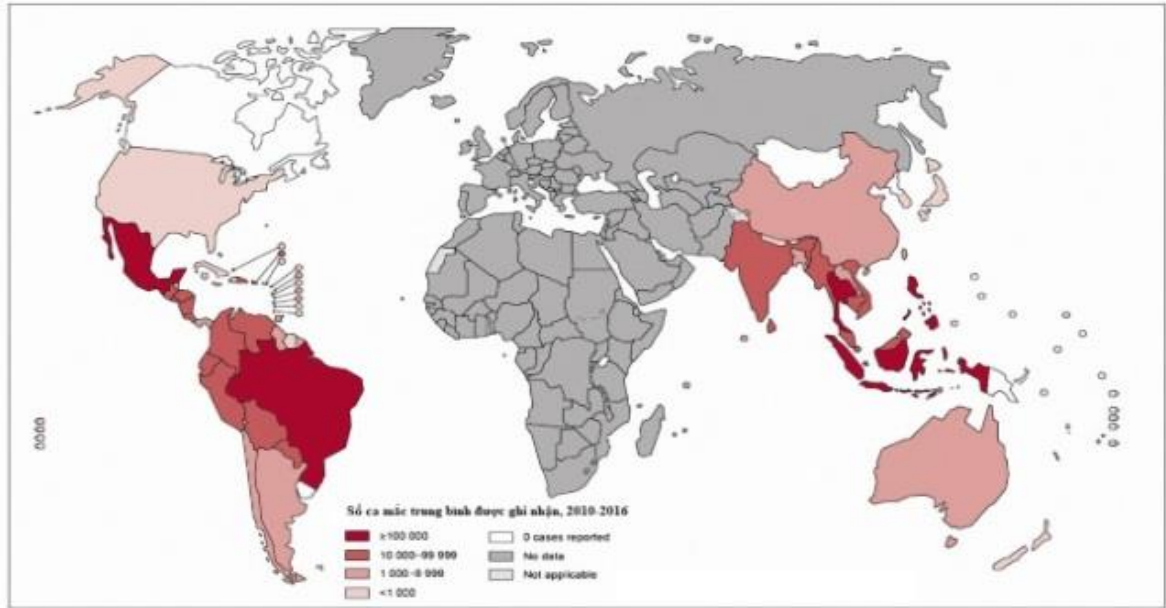 Số ca mắc trung bình được ghi nhận, 2010-2016
≥100 000
10 000-99 999
1 000-9 999
<1 000
0 cases reported
No data
Not applicable